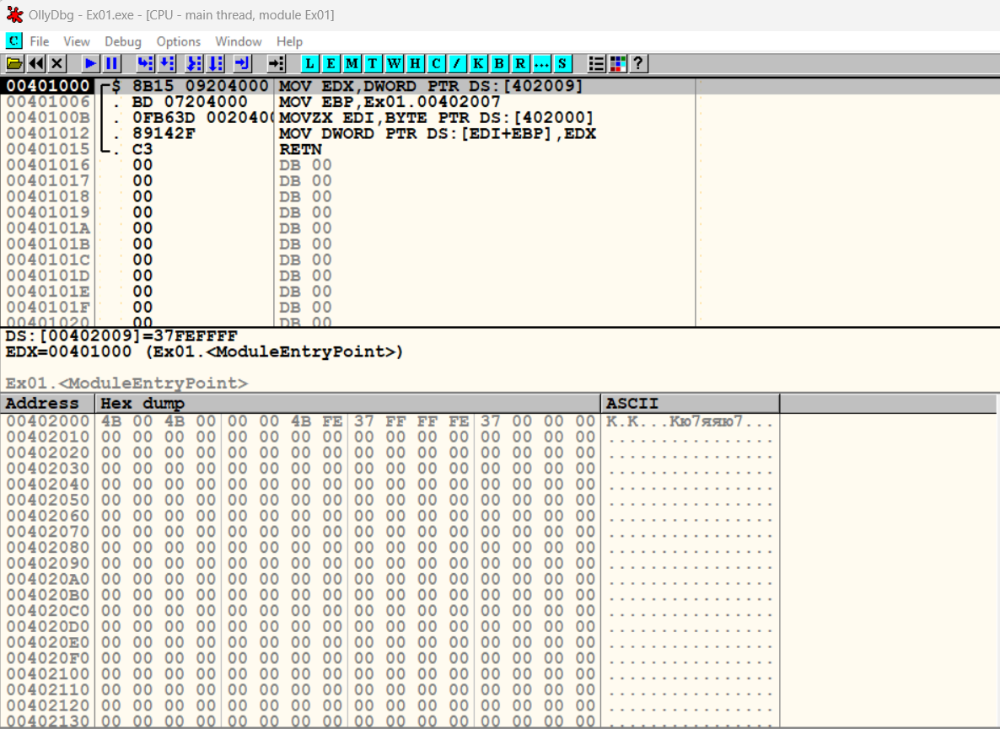 OllyDbg - Ex01.exe - [CPU - main thread, module Ex01]
C File View Debug Options Window Help
L E M T W H C / K B R ... S ?
00401000 $ 8B15 09204000 MOV EDX,DWORD PTR DS:[402009]
00401006 . BD 07204000 MOV EBP,Ex01.00402007
0040100B . 0FB63D 0020400 MOVZX EDI,BYTE PTR DS:[402000]
00401012 . 89142F MOV DWORD PTR DS:[EDI+EBP],EDX
00401015 . C3 RETN
00401016 00 DB 00
00401017 00 DB 00
00401018 00 DB 00
00401019 00 DB 00
0040101A 00 DB 00
0040101B 00 DB 00
0040101C 00 DB 00
0040101D 00 DB 00
0040101E 00 DB 00
0040101F 00 DB 00
00401020 00 DB 00
DS:[00402009]=37FEFFFF
EDX=00401000 (Ex01.<ModuleEntryPoint>)
Ex01.<ModuleEntryPoint>
Address Hex dump ASCII
00402000 4B 00 4B 00 00 00 4B FE 37 FF FF FE 37 00 00 00 K.K...Kю7яяю7...
00402010 00 00 00 00 00 00 00 00 00 00 00 00 00 00 00 00 ................
00402020 00 00 00 00 00 00 00 00 00 00 00 00 00 00 00 00 ................
00402030 00 00 00 00 00 00 00 00 00 00 00 00 00 00 00 00 ................
00402040 00 00 00 00 00 00 00 00 00 00 00 00 00 00 00 00 ................
00402050 00 00 00 00 00 00 00 00 00 00 00 00 00 00 00 00 ................
00402060 00 00 00 00 00 00 00 00 00 00 00 00 00 00 00 00 ................
00402070 00 00 00 00 00 00 00 00 00 00 00 00 00 00 00 00 ................
00402080 00 00 00 00 00 00 00 00 00 00 00 00 00 00 00 00 ................
00402090 00 00 00 00 00 00 00 00 00 00 00 00 00 00 00 00 ................
004020A0 00 00 00 00 00 00 00 00 00 00 00 00 00 00 00 00 ................
004020B0 00 00 00 00 00 00 00 00 00 00 00 00 00 00 00 00 ................
004020C0 00 00 00 00 00 00 00 00 00 00 00 00 00 00 00 00 ................
004020D0 00 00 00 00 00 00 00 00 00 00 00 00 00 00 00 00 ................
004020E0 00 00 00 00 00 00 00 00 00 00 00 00 00 00 00 00 ................
004020F0 00 00 00 00 00 00 00 00 00 00 00 00 00 00 00 00 ................
00402100 00 00 00 00 00 00 00 00 00 00 00 00 00 00 00 00 ................
00402110 00 00 00 00 00 00 00 00 00 00 00 00 00 00 00 00 ................
00402120 00 00 00 00 00 00 00 00 00 00 00 00 00 00 00 00 ................
00402130 00 00 00 00 00 00 00 00 00 00 00 00 00 00 00 00 ................